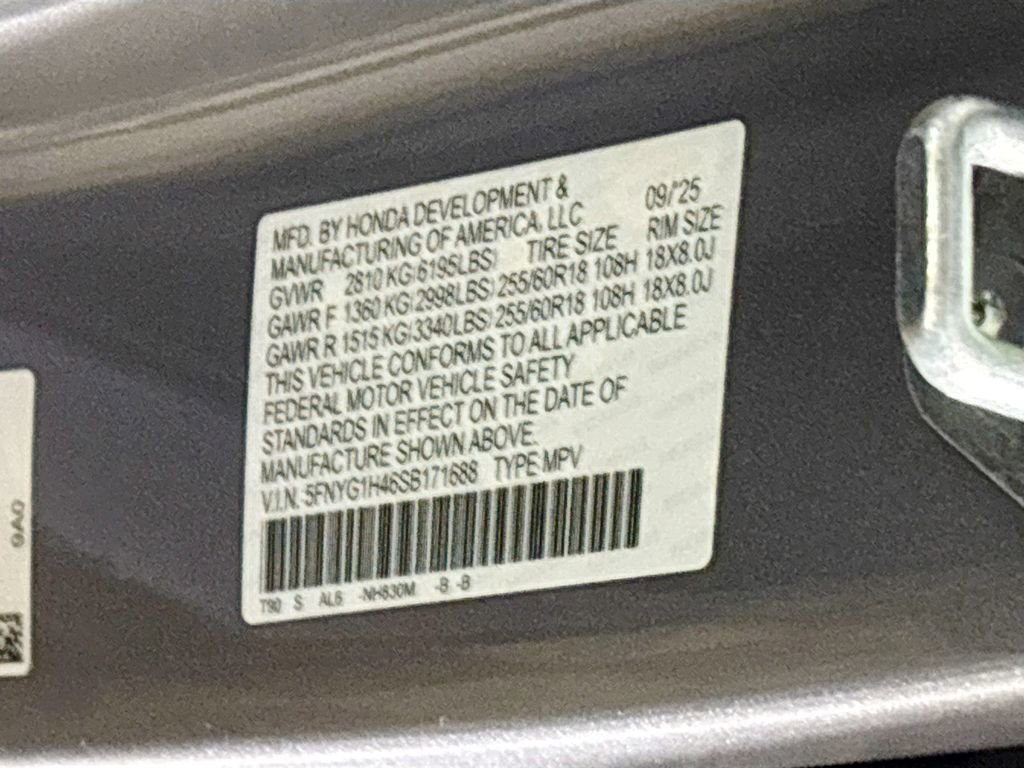 MFD. BY HONDA DEVELOPMENT &
MANUFACTURING OF AMERICA, LLC 09/'25
GVWR 2810 KG(6195LBS) TIRE SIZE RIM SIZE
GAWR F 1360 KG(2998LBS) 255/60R18 108H 18X8.0J
GAWR R 1515 KG(3340LBS) 255/60R18 108H 18X8.0J
THIS VEHICLE CONFORMS TO ALL APPLICABLE
FEDERAL MOTOR VEHICLE SAFETY
STANDARDS IN EFFECT ON THE DATE OF
MANUFACTURE SHOWN ABOVE.
V.I.N. 5FNYG1H46SB171688 TYPE MPV
T90 S AL6 -NH830M -B -B